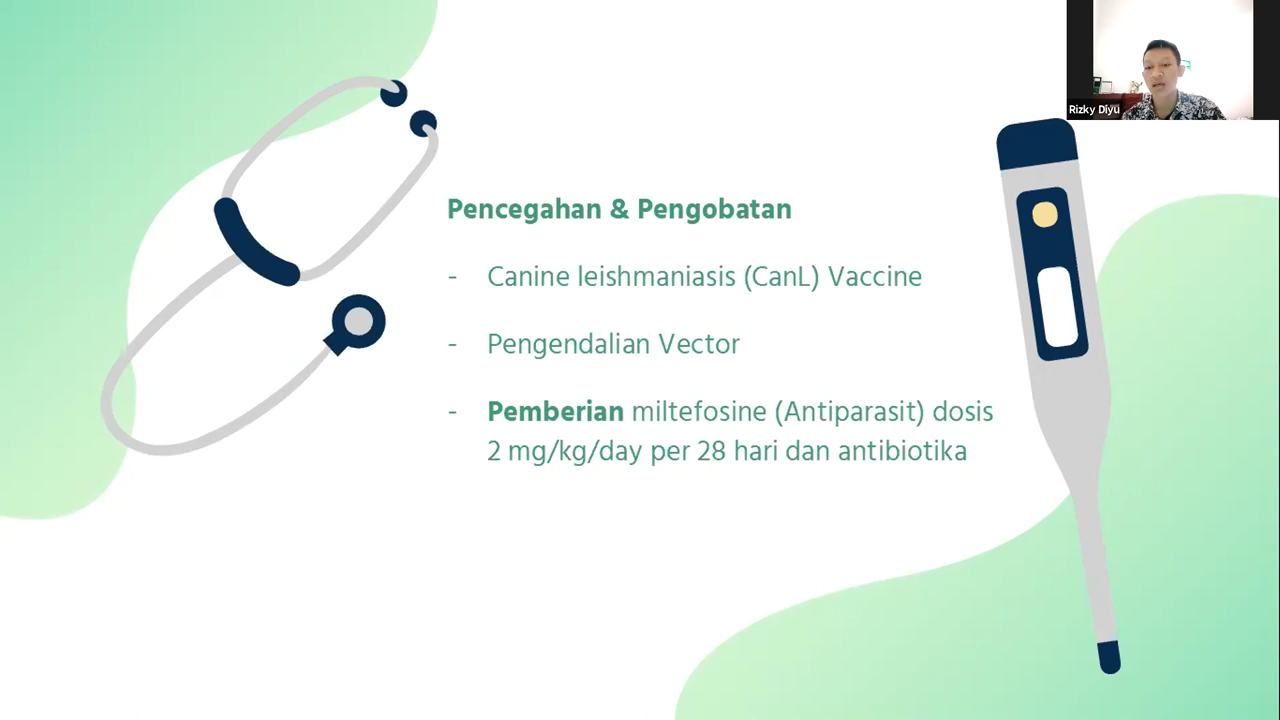 Rizky Diyu
Pencegahan & Pengobatan
- Canine leishmaniasis (CanL) Vaccine
- Pengendalian Vector
- Pemberian miltefosine (Antiparasit) dosis
2 mg/kg/day per 28 hari dan antibiotika